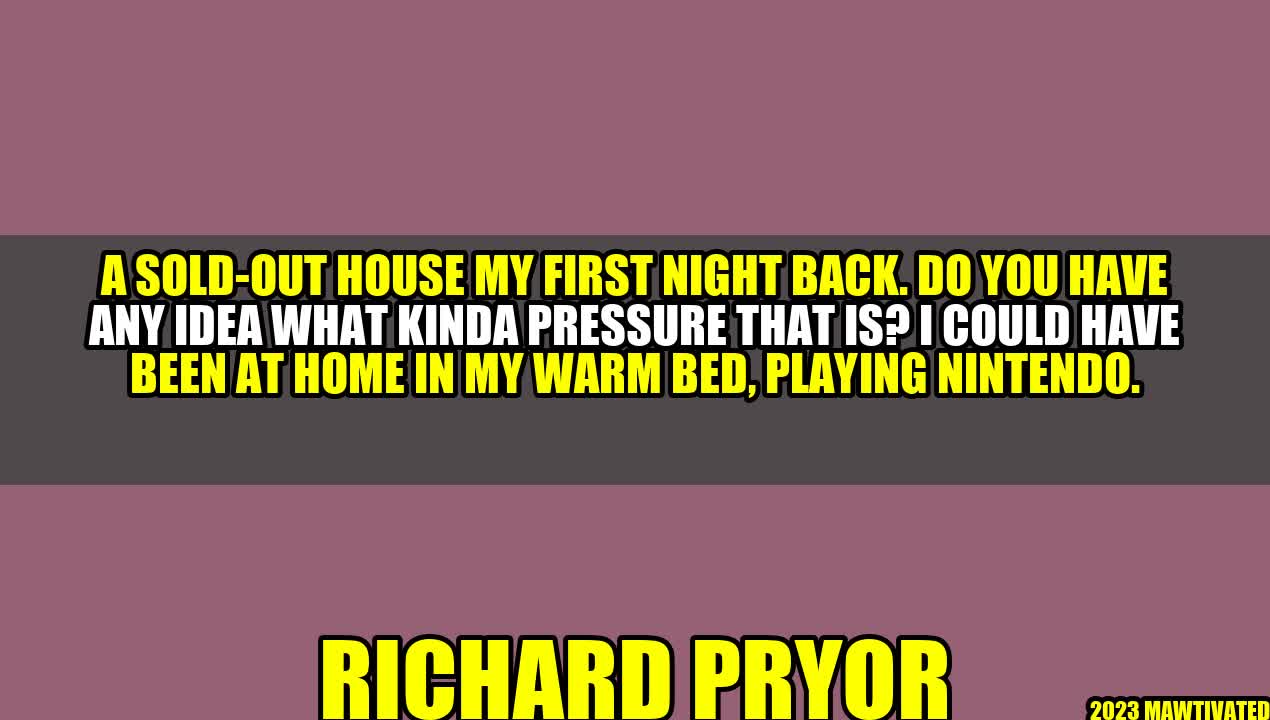 A SOLD-OUT HOUSE MY FIRST NIGHT BACK. DO YOU HAVE
ANY IDEA WHAT KINDA PRESSURE THAT IS? I COULD HAVE
BEEN AT HOME IN MY WARM BED, PLAYING NINTENDO.
RICHARD PRYOR
2023 MAWTIVATED